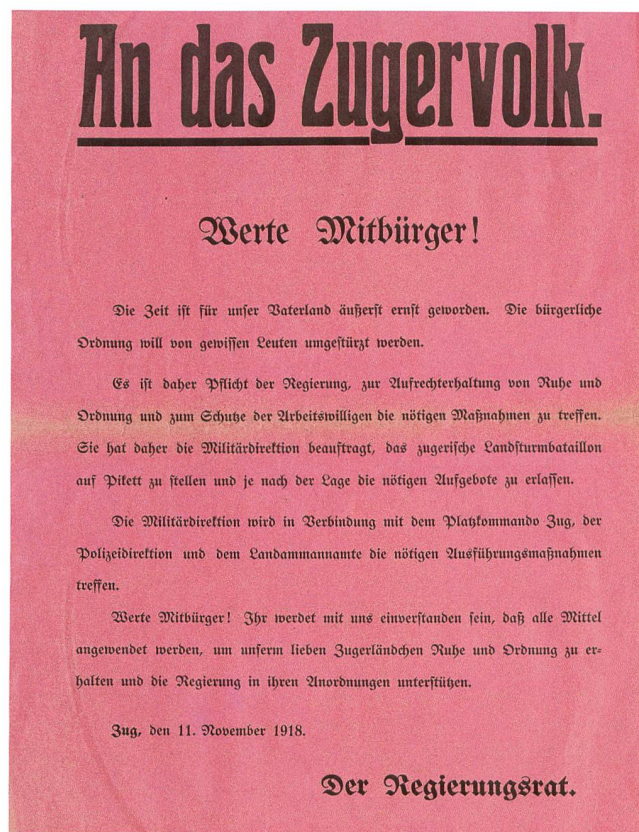 An das Zugervolk.
Werte Mitbürger!
Die Zeit ist für unser Vaterland äußerst ernst geworden. Die bürgerliche
Ordnung will von gewissen Leuten umgestürzt werden.
Es ist daher Pflicht der Regierung, zur Aufrechterhaltung von Ruhe und
Ordnung und zum Schutze der Arbeitswilligen die nötigen Maßnahmen zu treffen.
Sie hat daher die Militärdirektion beauftragt, das zugerische Landsturmbataillon
auf Pikett zu stellen und je nach der Lage die nötigen Aufgebote zu erlassen.
Die Militärdirektion wird in Verbindung mit dem Platzkommando Zug, der
Polizeidirektion und dem Landammannamte die nötigen Ausführungsmaßnahmen
treffen.
Werte Mitbürger! Ihr werdet mit uns einverstanden sein, daß alle Mittel
angewendet werden, um unserm lieben Zugerländchen Ruhe und Ordnung zu er-
halten und die Regierung in ihren Anordnungen unterstützen.
Zug, den 11. November 1918.
Der Regierungsrat.